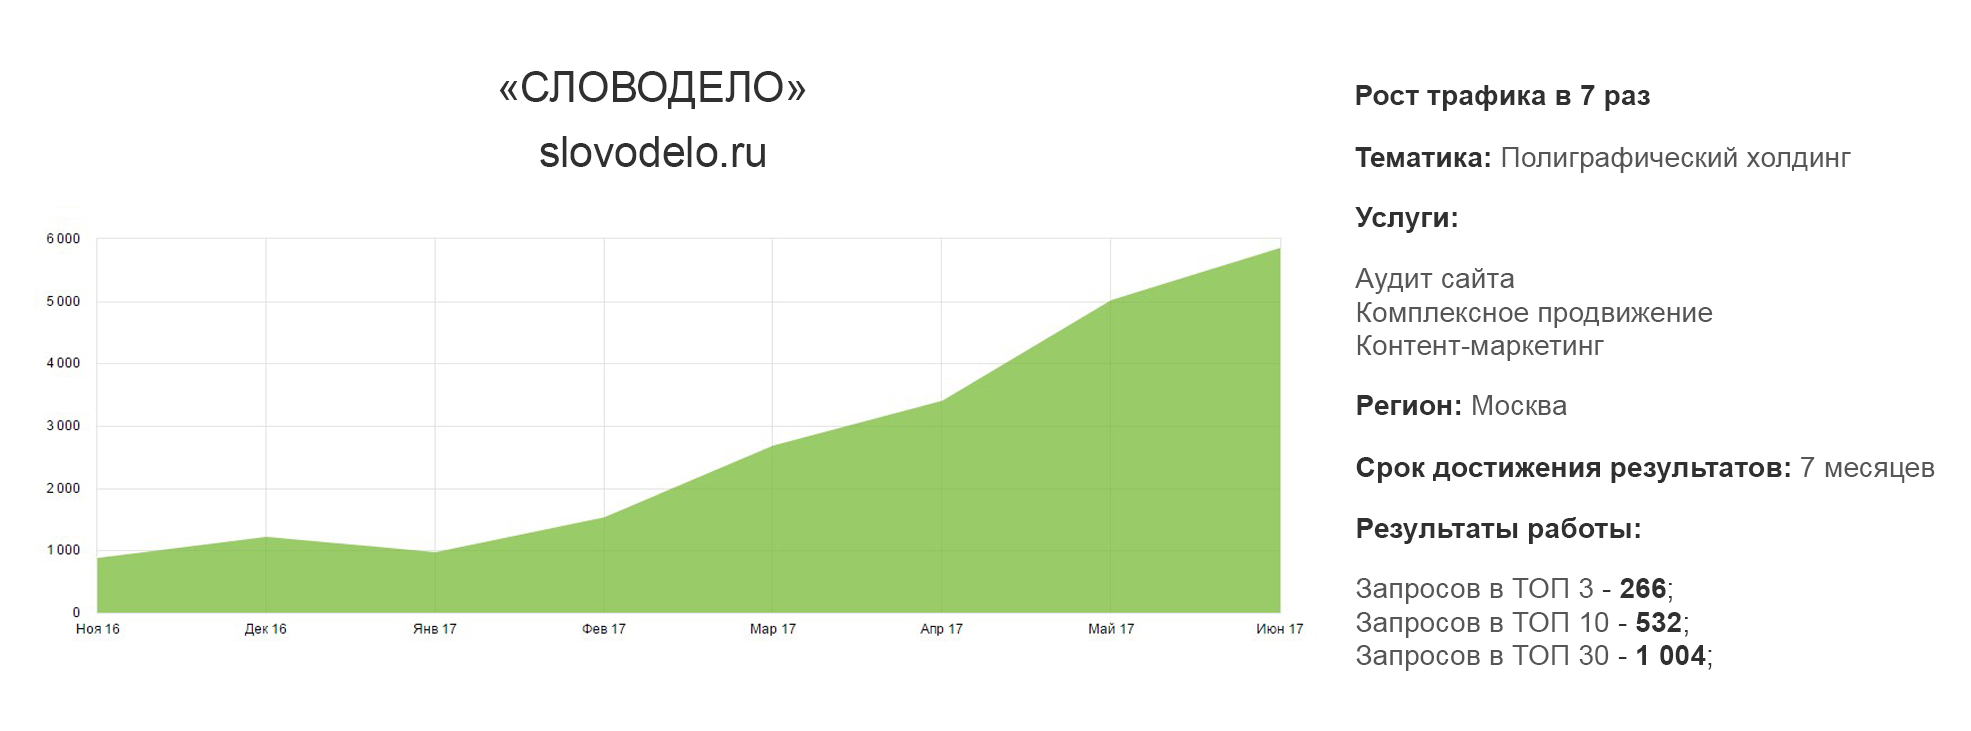 «СЛОВОДЕЛО»
slovodelo.ru
6 000
5 000
4 000
3 000
2 000
1 000
0
Ноя 16 Дек 16 Янв 17 Фев 17 Мар 17 Апр 17 Май 17 Июн 17
Рост трафика в 7 раз
Тематика: Полиграфический холдинг
Услуги:
Аудит сайта
Комплексное продвижение
Контент-маркетинг
Регион: Москва
Срок достижения результатов: 7 месяцев
Результаты работы:
Запросов в ТОП 3 - 266;
Запросов в ТОП 10 - 532;
Запросов в ТОП 30 - 1 004;